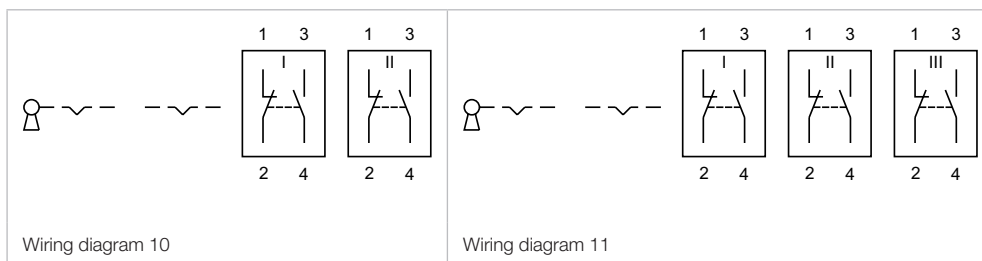 1 3 1 3
I II
2 4 2 4
Wiring diagram 10
1 3 1 3 1 3
I II III
2 4 2 4 2 4
Wiring diagram 11